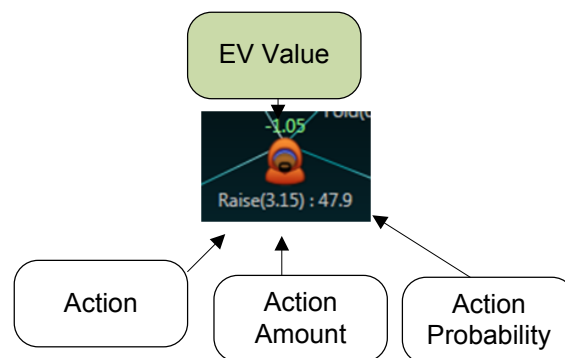 EV Value
-1.05
Raise(3.15) : 47.9
Action
Action
Amount
Action
Probability